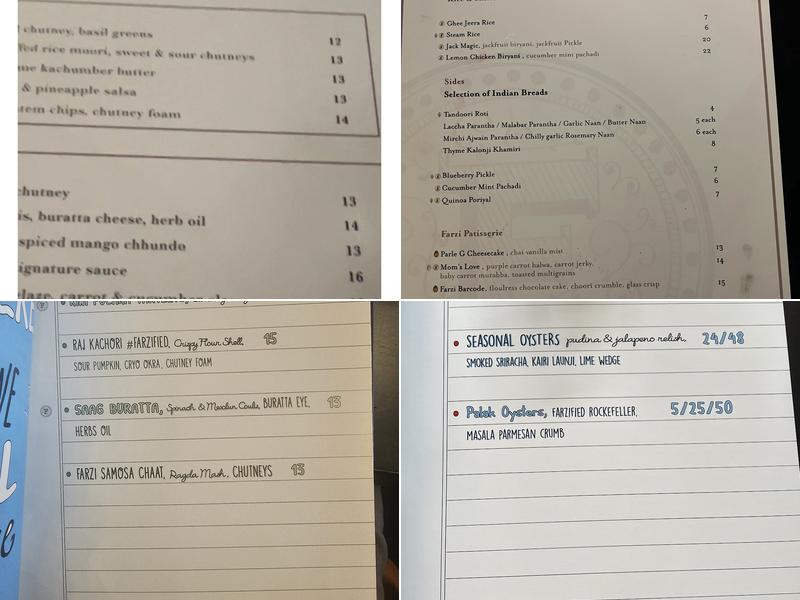 chutney, basil greens 12
rice mouri, sweet & sour chutneys 13
kachumber butter 13
& pineapple salsa 13
chips, chutney foam 14
chutney 13
buratta cheese, herb oil 14
spiced mango chhundo 13
signature sauce 16
carrot & cucumber
Ghee Jeera Rice 7
Steam Rice 6
Jack Magic, jackfruit biryani, jackfruit Pickle 20
Lemon Chicken Biryani, cucumber mint pachadi 22
Sides
Selection of Indian Breads
Tandoori Roti 4
Laccha Parantha / Malabar Parantha / Garlic Naan / Butter Naan 5 each
Mirchi Ajwain Parantha / Chilly garlic Rosemary Naan 6 each
Thyme Kalonji Khamiri 8
Blueberry Pickle 7
Cucumber Mint Pachadi 6
Quinoa Poriyal 7
Farzi Patisserie
Parle G Cheesecake, chai vanilla mist 13
Mom's Love, purple carrot halwa, carrot jerky, 14
baby carrot murabba, toasted multigrains
Farzi Barcode, floulress chocolate cake, choori crumble, glass crisp 15
RAJ KACHORI #FARZIFIED, Crispy Flour Shell, 15
SOUR PUMPKIN, CRYO OKRA, CHUTNEY FOAM
SAAG BURATTA, Spinach & Mesclun Coulis, BURATTA EYE, 13
HERBS OIL
FARZI SAMOSA CHAAT, Ragda Mash, CHUTNEYS 13
SEASONAL OYSTERS pudina & jalapeno relish, 24/48
SMOKED SRIRACHA, KAIRI LAUNJI, LIME WEDGE
Palak Oysters, FARZIFIED ROCKEFELLER, 5/25/50
MASALA PARMESAN CRUMB